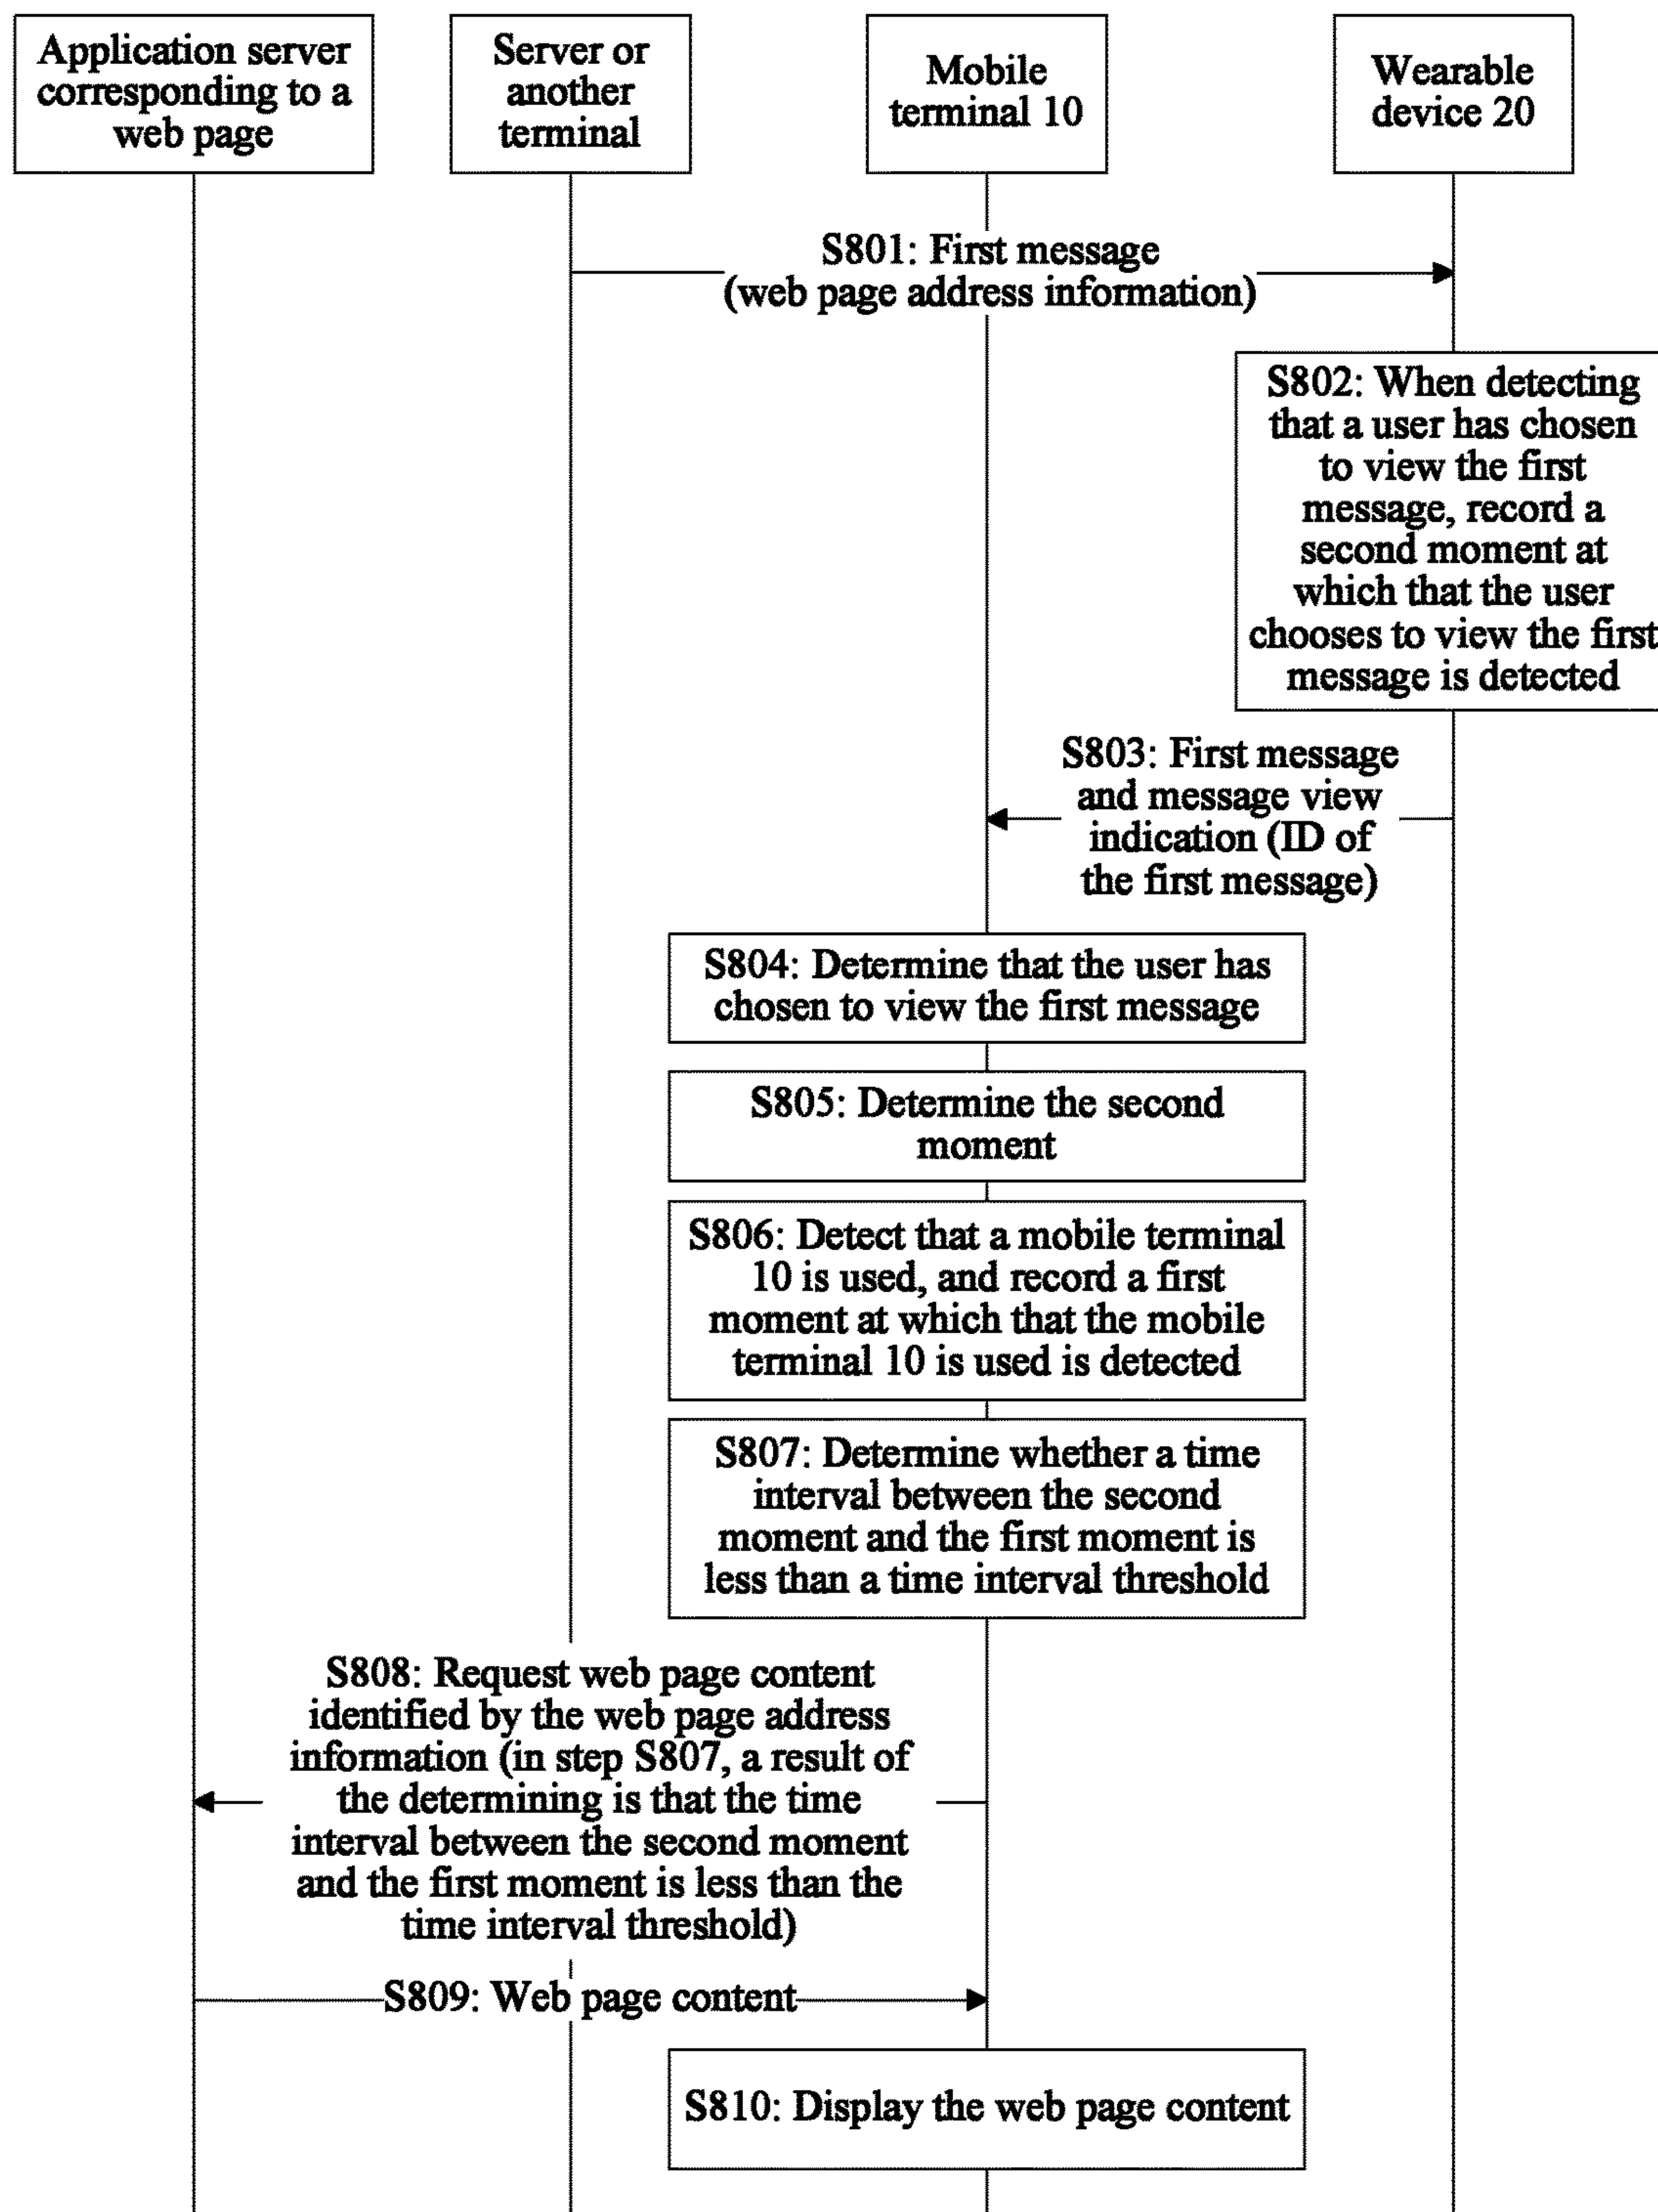 Application server
corresponding to a
web page
Server or
another
terminal
Mobile
terminal 10
Wearable
device 20
S801: First message
(web page address information)
S802: When detecting
that a user has chosen
to view the first
message, record a
second moment at
which that the user
chooses to view the first
message is detected
S803: First message
and message view
indication (ID of
the first message)
S804: Determine that the user has
chosen to view the first message
S805: Determine the second
moment
S806: Detect that a mobile terminal
10 is used, and record a first
moment at which that the mobile
terminal 10 is used is detected
S807: Determine whether a time
interval between the second
moment and the first moment is
less than a time interval threshold
S808: Request web page content
identified by the web page address
information (in step S807, a result of
the determining is that the time
interval between the second moment
and the first moment is less than the
time interval threshold)
S809: Web page content
S810: Display the web page content